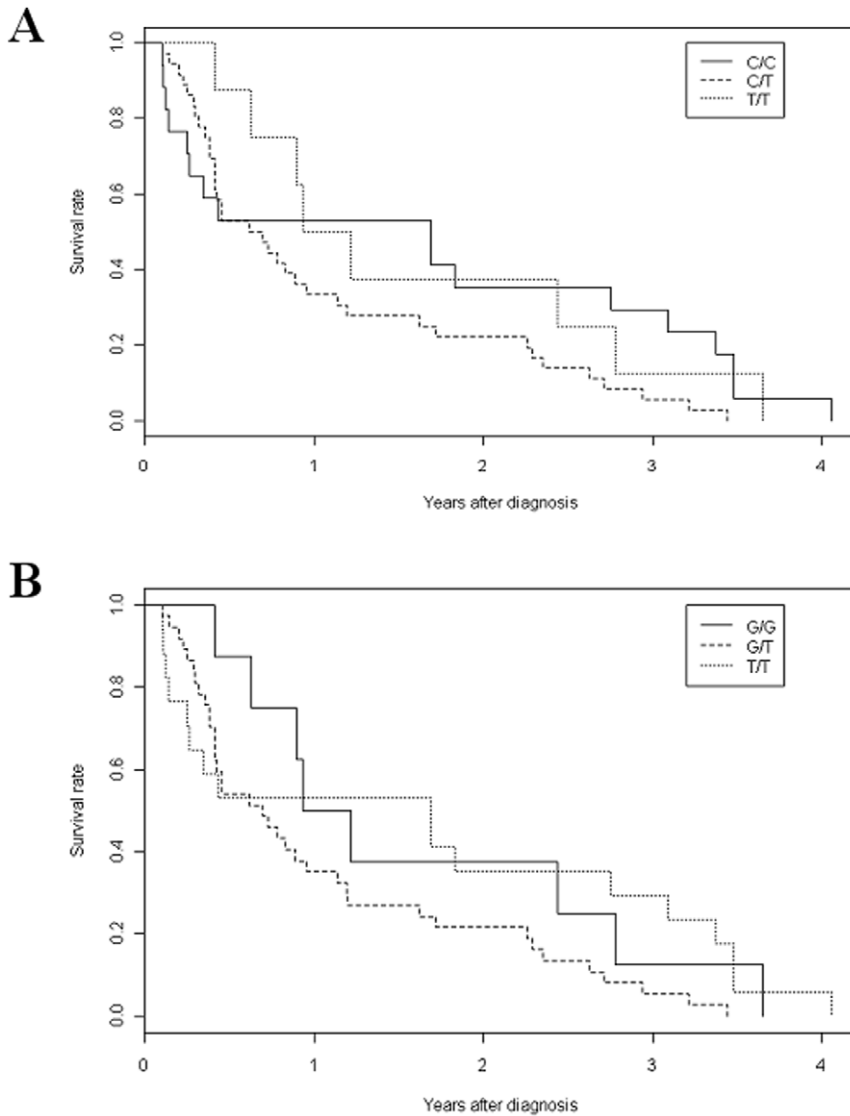 A
C/C
C/T
T/T
1.0
0.8
0.6
0.4
0.2
0.0
Survival rate
0 1 2 3 4
Years after diagnosis
B
G/G
G/T
T/T
1.0
0.8
0.6
0.4
0.2
0.0
Survival rate
0 1 2 3 4
Years after diagnosis